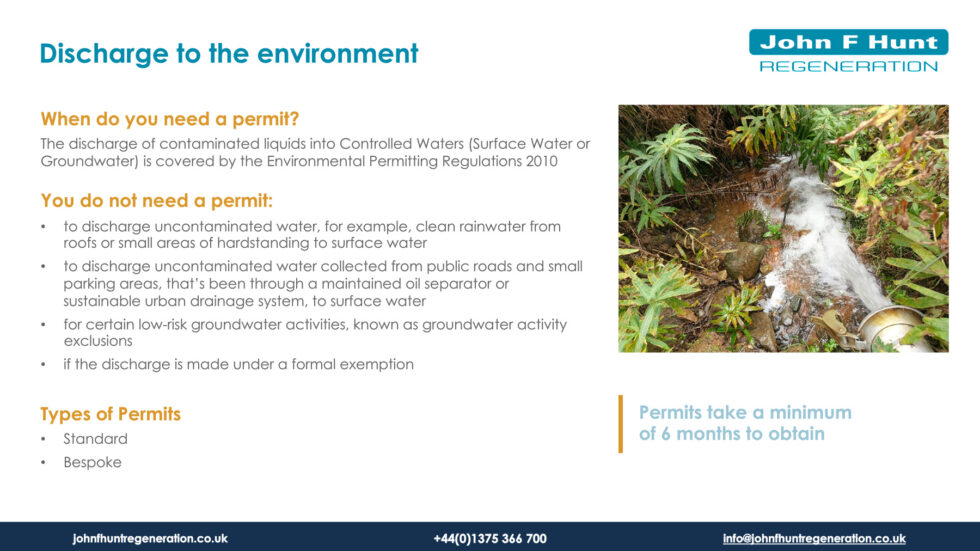 Discharge to the environment
John F Hunt
REGENERATION
When do you need a permit?
The discharge of contaminated liquids into Controlled Waters (Surface Water or
Groundwater) is covered by the Environmental Permitting Regulations 2010
You do not need a permit:
• to discharge uncontaminated water, for example, clean rainwater from
roofs or small areas of hardstanding to surface water
• to discharge uncontaminated water collected from public roads and small
parking areas, that’s been through a maintained oil separator or
sustainable urban drainage system, to surface water
• for certain low-risk groundwater activities, known as groundwater activity
exclusions
• if the discharge is made under a formal exemption
Types of Permits
• Standard
• Bespoke
Permits take a minimum
of 6 months to obtain
johnfhuntregeneration.co.uk
+44(0)1375 366 700
info@johnfhuntregeneration.co.uk